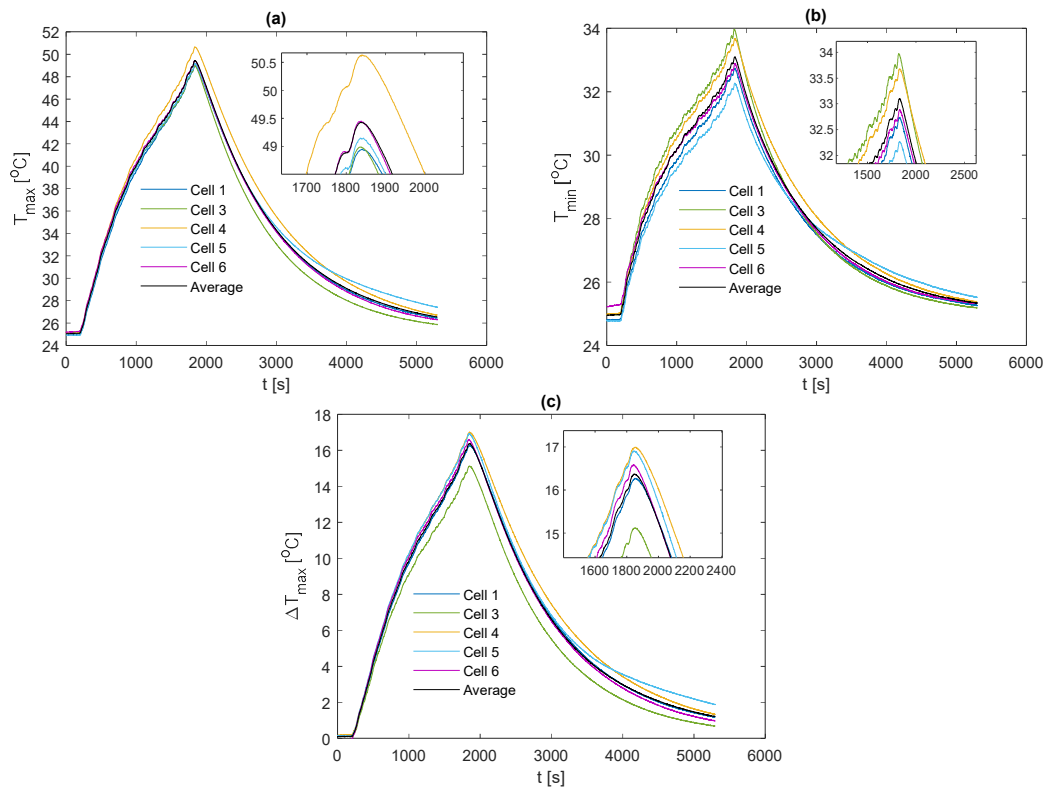 (a)
52
50
48
46
44
42
40
38
36
34
32
30
28
26
24
T_max [°C]
50.5
50
49.5
49
1700 1800 1900 2000
Cell 1
Cell 3
Cell 4
Cell 5
Cell 6
Average
0 1000 2000 3000 4000 5000 6000
t [s]
(b)
34
32
30
28
26
24
T_min [°C]
34
33.5
33
32.5
32
1500 2000 2500
Cell 1
Cell 3
Cell 4
Cell 5
Cell 6
Average
0 1000 2000 3000 4000 5000 6000
t [s]
(c)
18
16
14
12
10
8
6
4
2
0
ΔT_max [°C]
17
16
15
1600 1800 2000 2200 2400
Cell 1
Cell 3
Cell 4
Cell 5
Cell 6
Average
0 1000 2000 3000 4000 5000 6000
t [s]